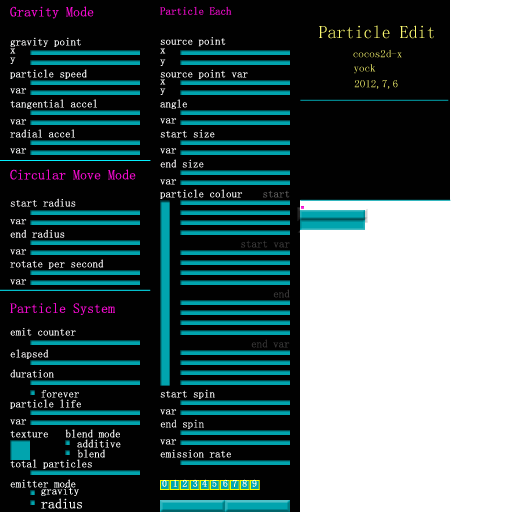 Gravity Mode
gravity point
x
y
particle speed
var
tangential accel
var
radial accel
var
Circular Move Mode
start radius
var
end radius
var
rotate per second
var
Particle System
emit counter
elapsed
duration
forever
particle life
var
texture
blend mode
additive
blend
total particles
emitter mode
gravity
radius
Particle Each
source point
x
y
source point var
x
y
angle
var
start size
var
end size
var
particle colour start
start var
end
end var
start spin
var
end spin
var
emission rate
0 1 2 3 4 5 6 7 8 9
Particle Edit
cocos2d-x
yock
2012,7,6